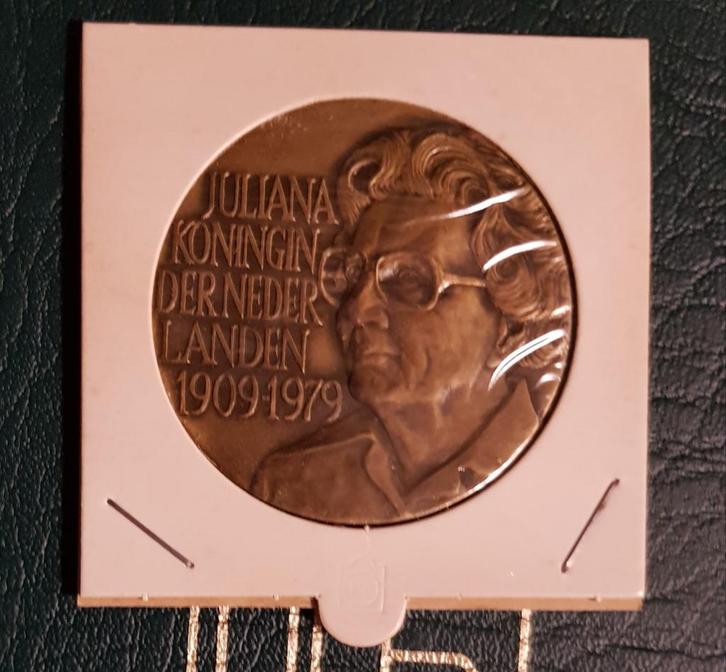 JULIANA
KONINGIN
DER NEDER
LANDEN
1909·1979